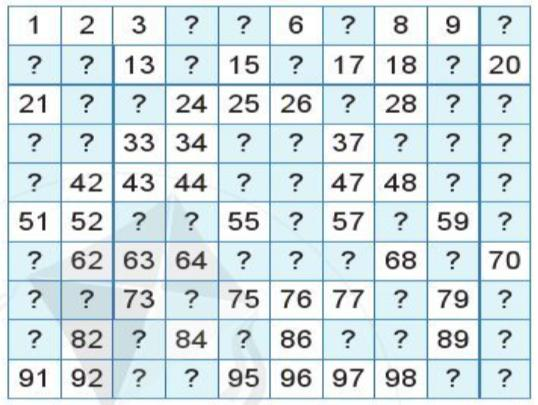 1 2 3 ? ? 6 ? 8 9 ?
? ? 13 ? 15 ? 17 18 ? 20
21 ? ? 24 25 26 ? 28 ? ?
? ? 33 34 ? ? 37 ? ? ?
? 42 43 44 ? ? 47 48 ? ?
51 52 ? ? 55 ? 57 ? 59 ?
? 62 63 64 ? ? ? 68 ? 70
? ? 73 ? 75 76 77 ? 79 ?
? 82 ? 84 ? 86 ? ? 89 ?
91 92 ? ? 95 96 97 98 ? ?